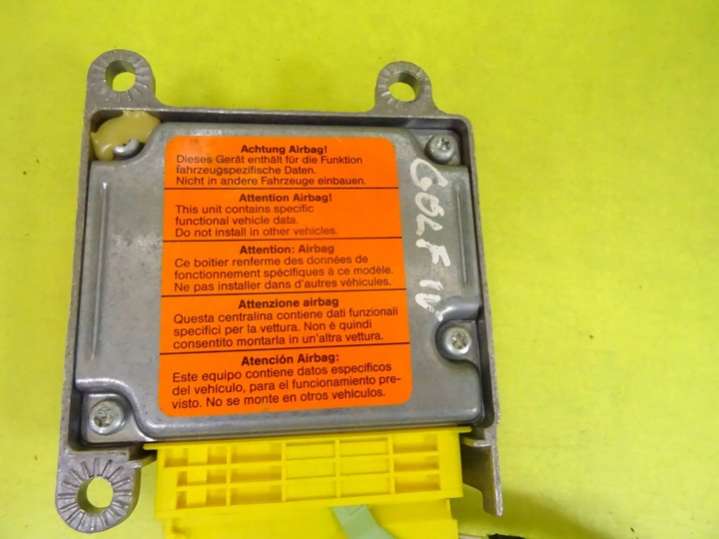 Achtung Airbag!
Dieses Gerät enthält für die Funktion
fahrzeugspezifische Daten.
Nicht in andere Fahrzeuge einbauen.
Attention Airbag!
This unit contains specific
functional vehicle data.
Do not install in other vehicles.
Attention: Airbag
Ce boitier renferme des données de
fonctionnement spécifiques à ce modèle.
Ne pas installer dans d'autres véhicules.
Attenzione airbag
Questa centralina contiene dati funzionali
specifici per la vettura. Non è quindi
consentito montarla in un'altra vettura.
Atención Airbag:
Este equipo contiene datos específicos
del vehículo, para el funcionamiento pre-
visto. No se monte en otros vehículos.
GOLF IV